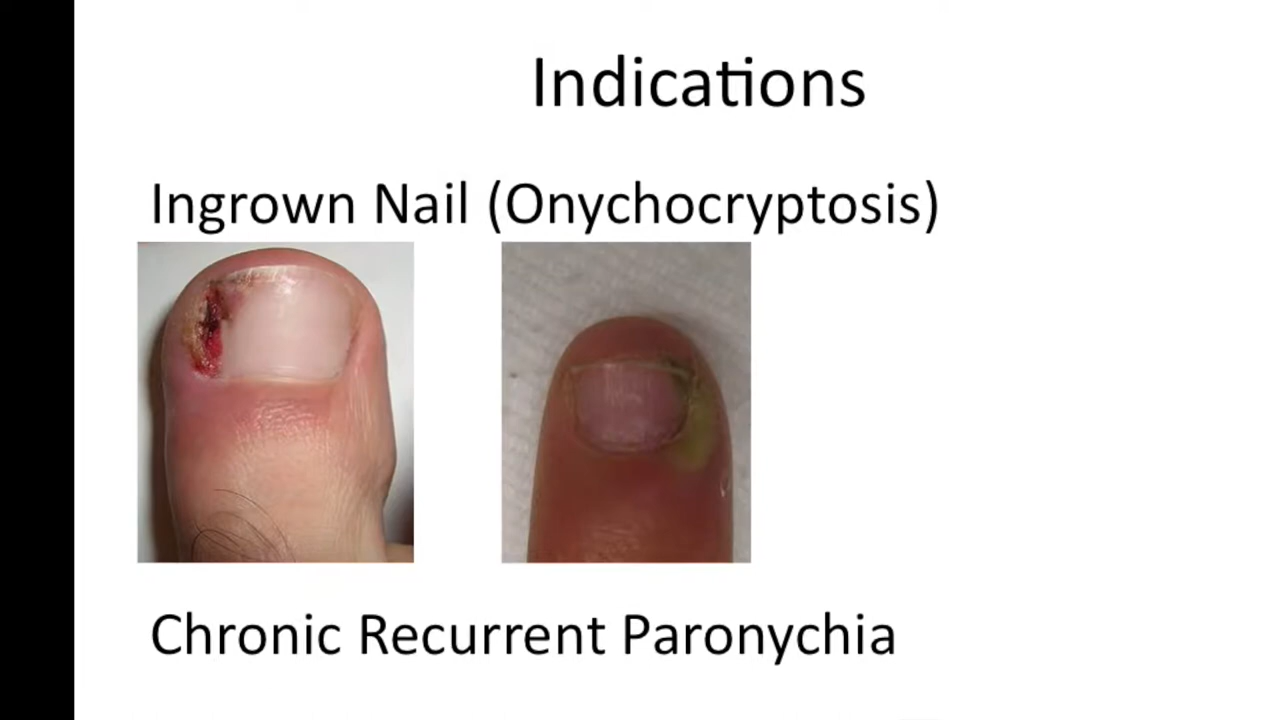 Indications
Ingrown Nail (Onychocryptosis)
Chronic Recurrent Paronychia